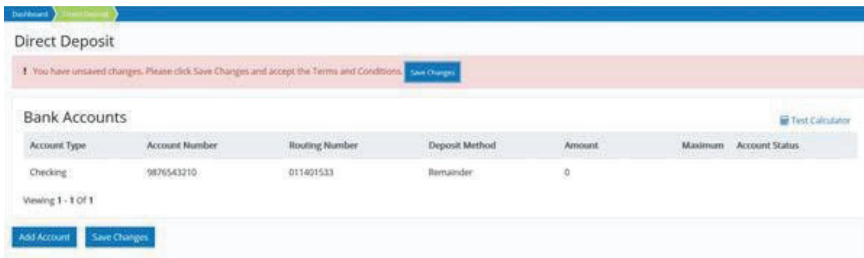 Dashboard Direct Deposit
Direct Deposit
! You have unsaved changes. Please click Save Changes and accept the Terms and Conditions. Save Changes
Bank Accounts
Test Calculator
Account Type Account Number Routing Number Deposit Method Amount Maximum Account Status
Checking 9876543210 011401533 Remainder 0
Viewing 1 - 1 Of 1
Add Account Save Changes